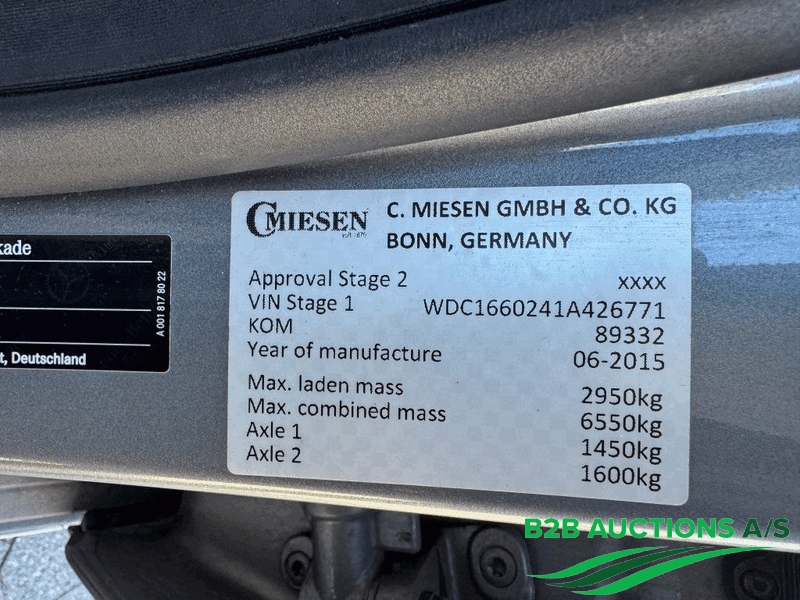 kade
t, Deutschland
A 001 817 80 22
CMIESEN
C. MIESEN GMBH & CO. KG
BONN, GERMANY
Approval Stage 2 xxxx
VIN Stage 1 WDC1660241A426771
KOM 89332
Year of manufacture 06-2015
Max. laden mass 2950kg
Max. combined mass 6550kg
Axle 1 1450kg
Axle 2 1600kg
B2B AUCTIONS A/S